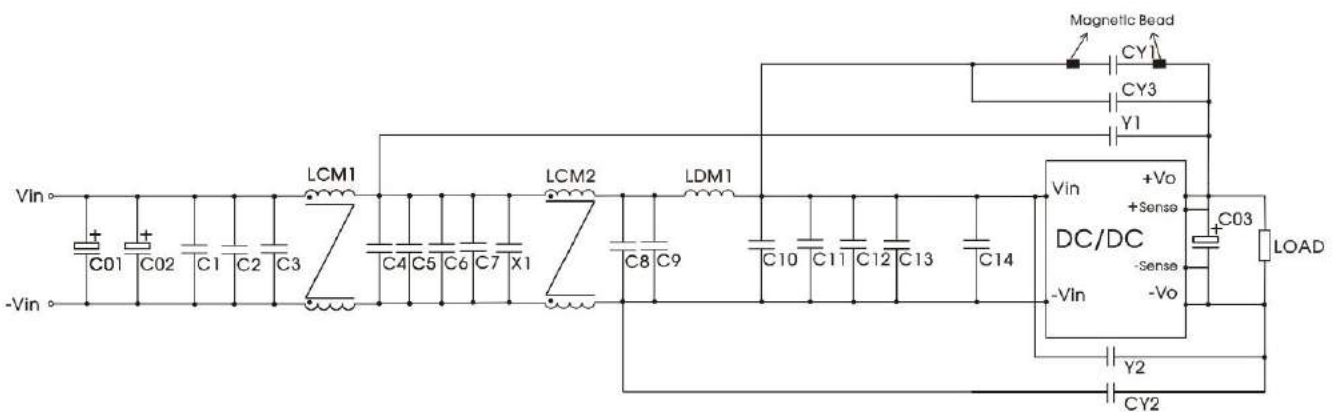 Magnetic Bead
CY1
CY3
Y1
LCM1
LCM2
LDM1
Vin
Vin
+Vo
+Sense
+
+
+
C03
DC/DC
LOAD
C01
C02
C1
C2
C3
C4
C5
C6
C7
X1
C8
C9
C10
C11
C12
C13
C14
-Sense
-Vin
-Vin
-Vo
Y2
CY2